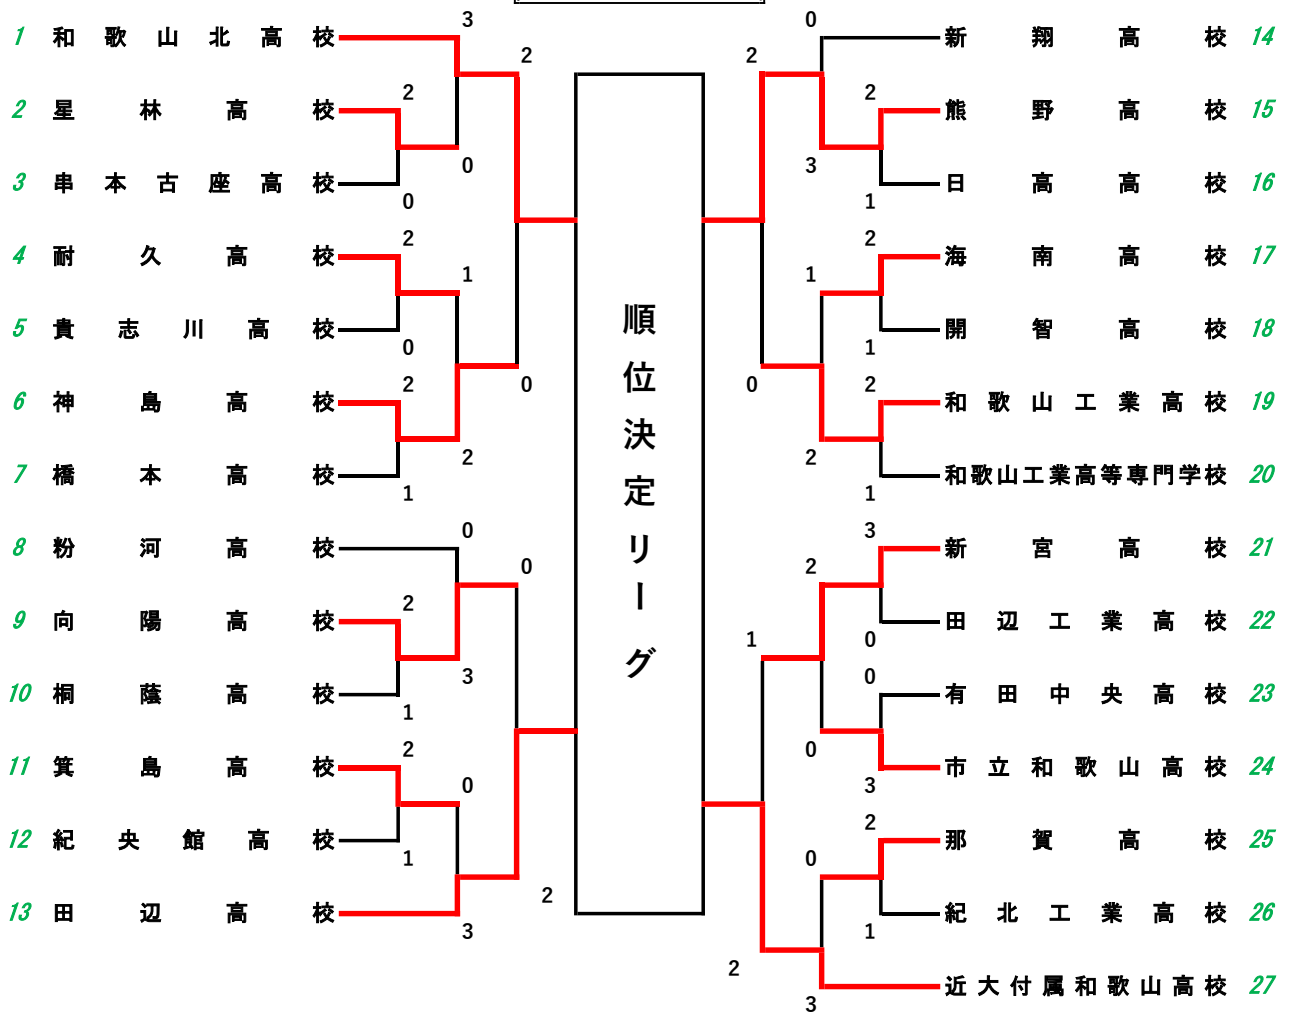 1 和歌山北高校
2 星林高校
3 串本古座高校
4 耐久高校
5 貴志川高校
6 神島高校
7 橋本高校
8 粉河高校
9 向陽高校
10 桐蔭高校
11 箕島高校
12 紀央館高校
13 田辺高校
3
2
2
0
0
2
1
0
2
0
2
1
0
0
2
3
1
2
0
1
3
2
順位決定リーグ
0
2
2
3
1
2
1
1
0
2
2
1
3
2
0
1
0
0
3
2
0
1
2
3
新翔高校 14
熊野高校 15
日高高校 16
海南高校 17
開智高校 18
和歌山工業高校 19
和歌山工業高等専門学校 20
新宮高校 21
田辺工業高校 22
有田中央高校 23
市立和歌山高校 24
那賀高校 25
紀北工業高校 26
近大付属和歌山高校 27